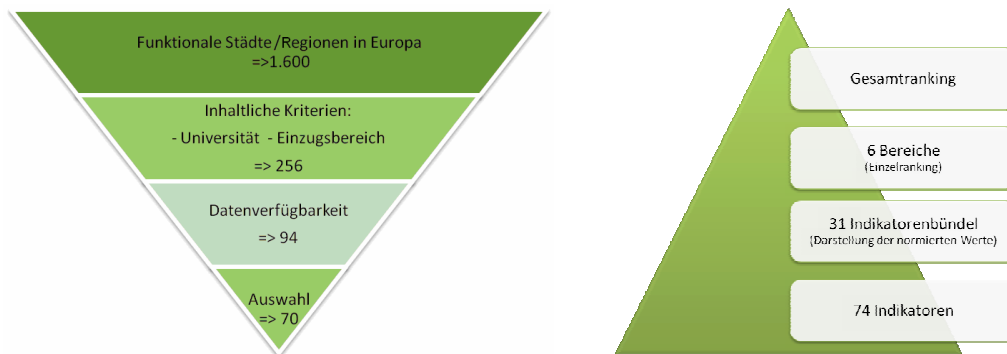 Funktionale Städte/Regionen in Europa
=>1.600
Inhaltliche Kriterien:
- Universität - Einzugsbereich
=> 256
Datenverfügbarkeit
=> 94
Auswahl
=> 70
Gesamtranking
6 Bereiche
(Einzelranking)
31 Indikatorenbündel
(Darstellung der normierten Werte)
74 Indikatoren